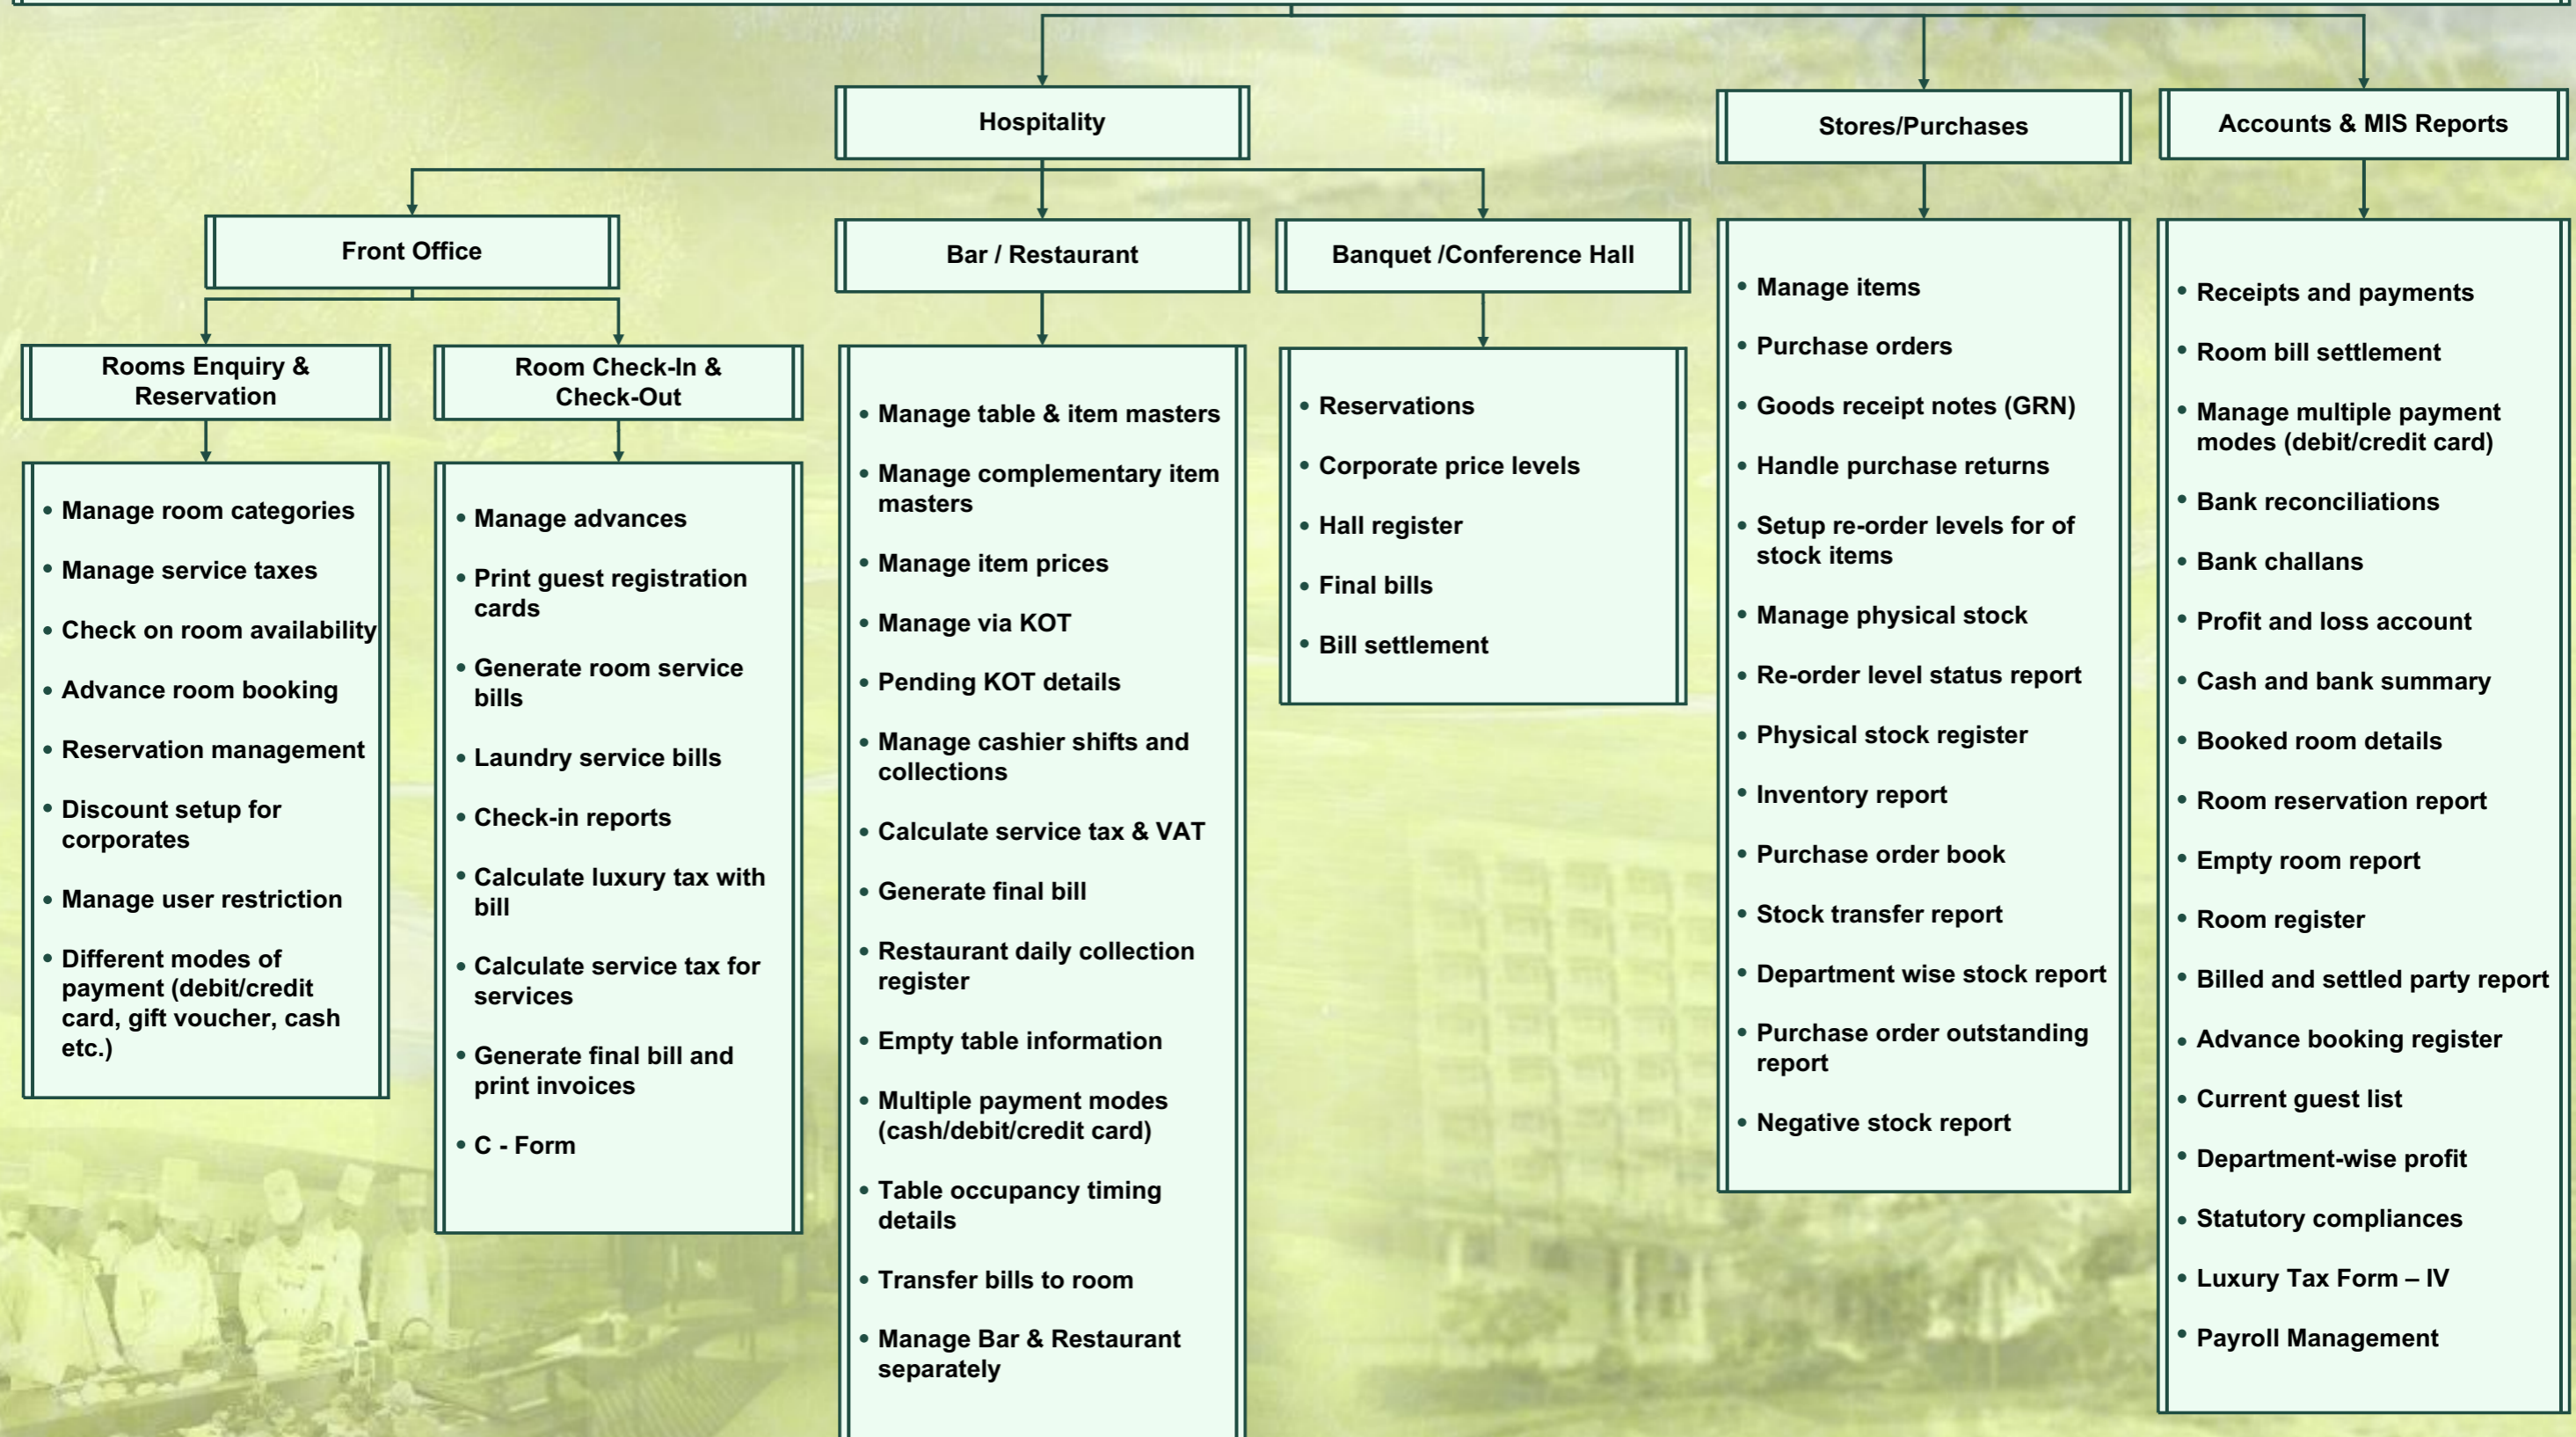 Hospitality
Stores/Purchases
Accounts & MIS Reports
Front Office
Bar / Restaurant
Banquet /Conference Hall
Rooms Enquiry &
Reservation
Room Check-In &
Check-Out
• Manage room categories
• Manage service taxes
• Check on room availability
• Advance room booking
• Reservation management
• Discount setup for
corporates
• Manage user restriction
• Different modes of
payment (debit/credit
card, gift voucher, cash
etc.)
• Manage advances
• Print guest registration
cards
• Generate room service
bills
• Laundry service bills
• Check-in reports
• Calculate luxury tax with
bill
• Calculate service tax for
services
• Generate final bill and
print invoices
• C - Form
• Manage table & item masters
• Manage complementary item
masters
• Manage item prices
• Manage via KOT
• Pending KOT details
• Manage cashier shifts and
collections
• Calculate service tax & VAT
• Generate final bill
• Restaurant daily collection
register
• Empty table information
• Multiple payment modes
(cash/debit/credit card)
• Table occupancy timing
details
• Transfer bills to room
• Manage Bar & Restaurant
separately
• Reservations
• Corporate price levels
• Hall register
• Final bills
• Bill settlement
• Manage items
• Purchase orders
• Goods receipt notes (GRN)
• Handle purchase returns
• Setup re-order levels for of
stock items
• Manage physical stock
• Re-order level status report
• Physical stock register
• Inventory report
• Purchase order book
• Stock transfer report
• Department wise stock report
• Purchase order outstanding
report
• Negative stock report
• Receipts and payments
• Room bill settlement
• Manage multiple payment
modes (debit/credit card)
• Bank reconciliations
• Bank challans
• Profit and loss account
• Cash and bank summary
• Booked room details
• Room reservation report
• Empty room report
• Room register
• Billed and settled party report
• Advance booking register
• Current guest list
• Department-wise profit
• Statutory compliances
• Luxury Tax Form – IV
• Payroll Management